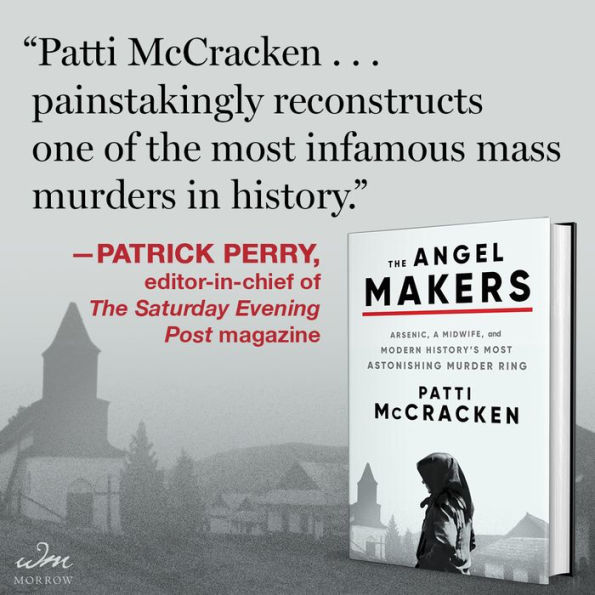 “Patti McCracken . . .
painstakingly reconstructs
one of the most infamous mass
murders in history.”
—PATRICK PERRY,
editor-in-chief of
The Saturday Evening
Post magazine
THE ANGEL
MAKERS
ARSENIC, A MIDWIFE, and
MODERN HISTORY'S MOST
ASTONISHING MURDER RING
PATTI
McCRACKEN
wm
MORROW